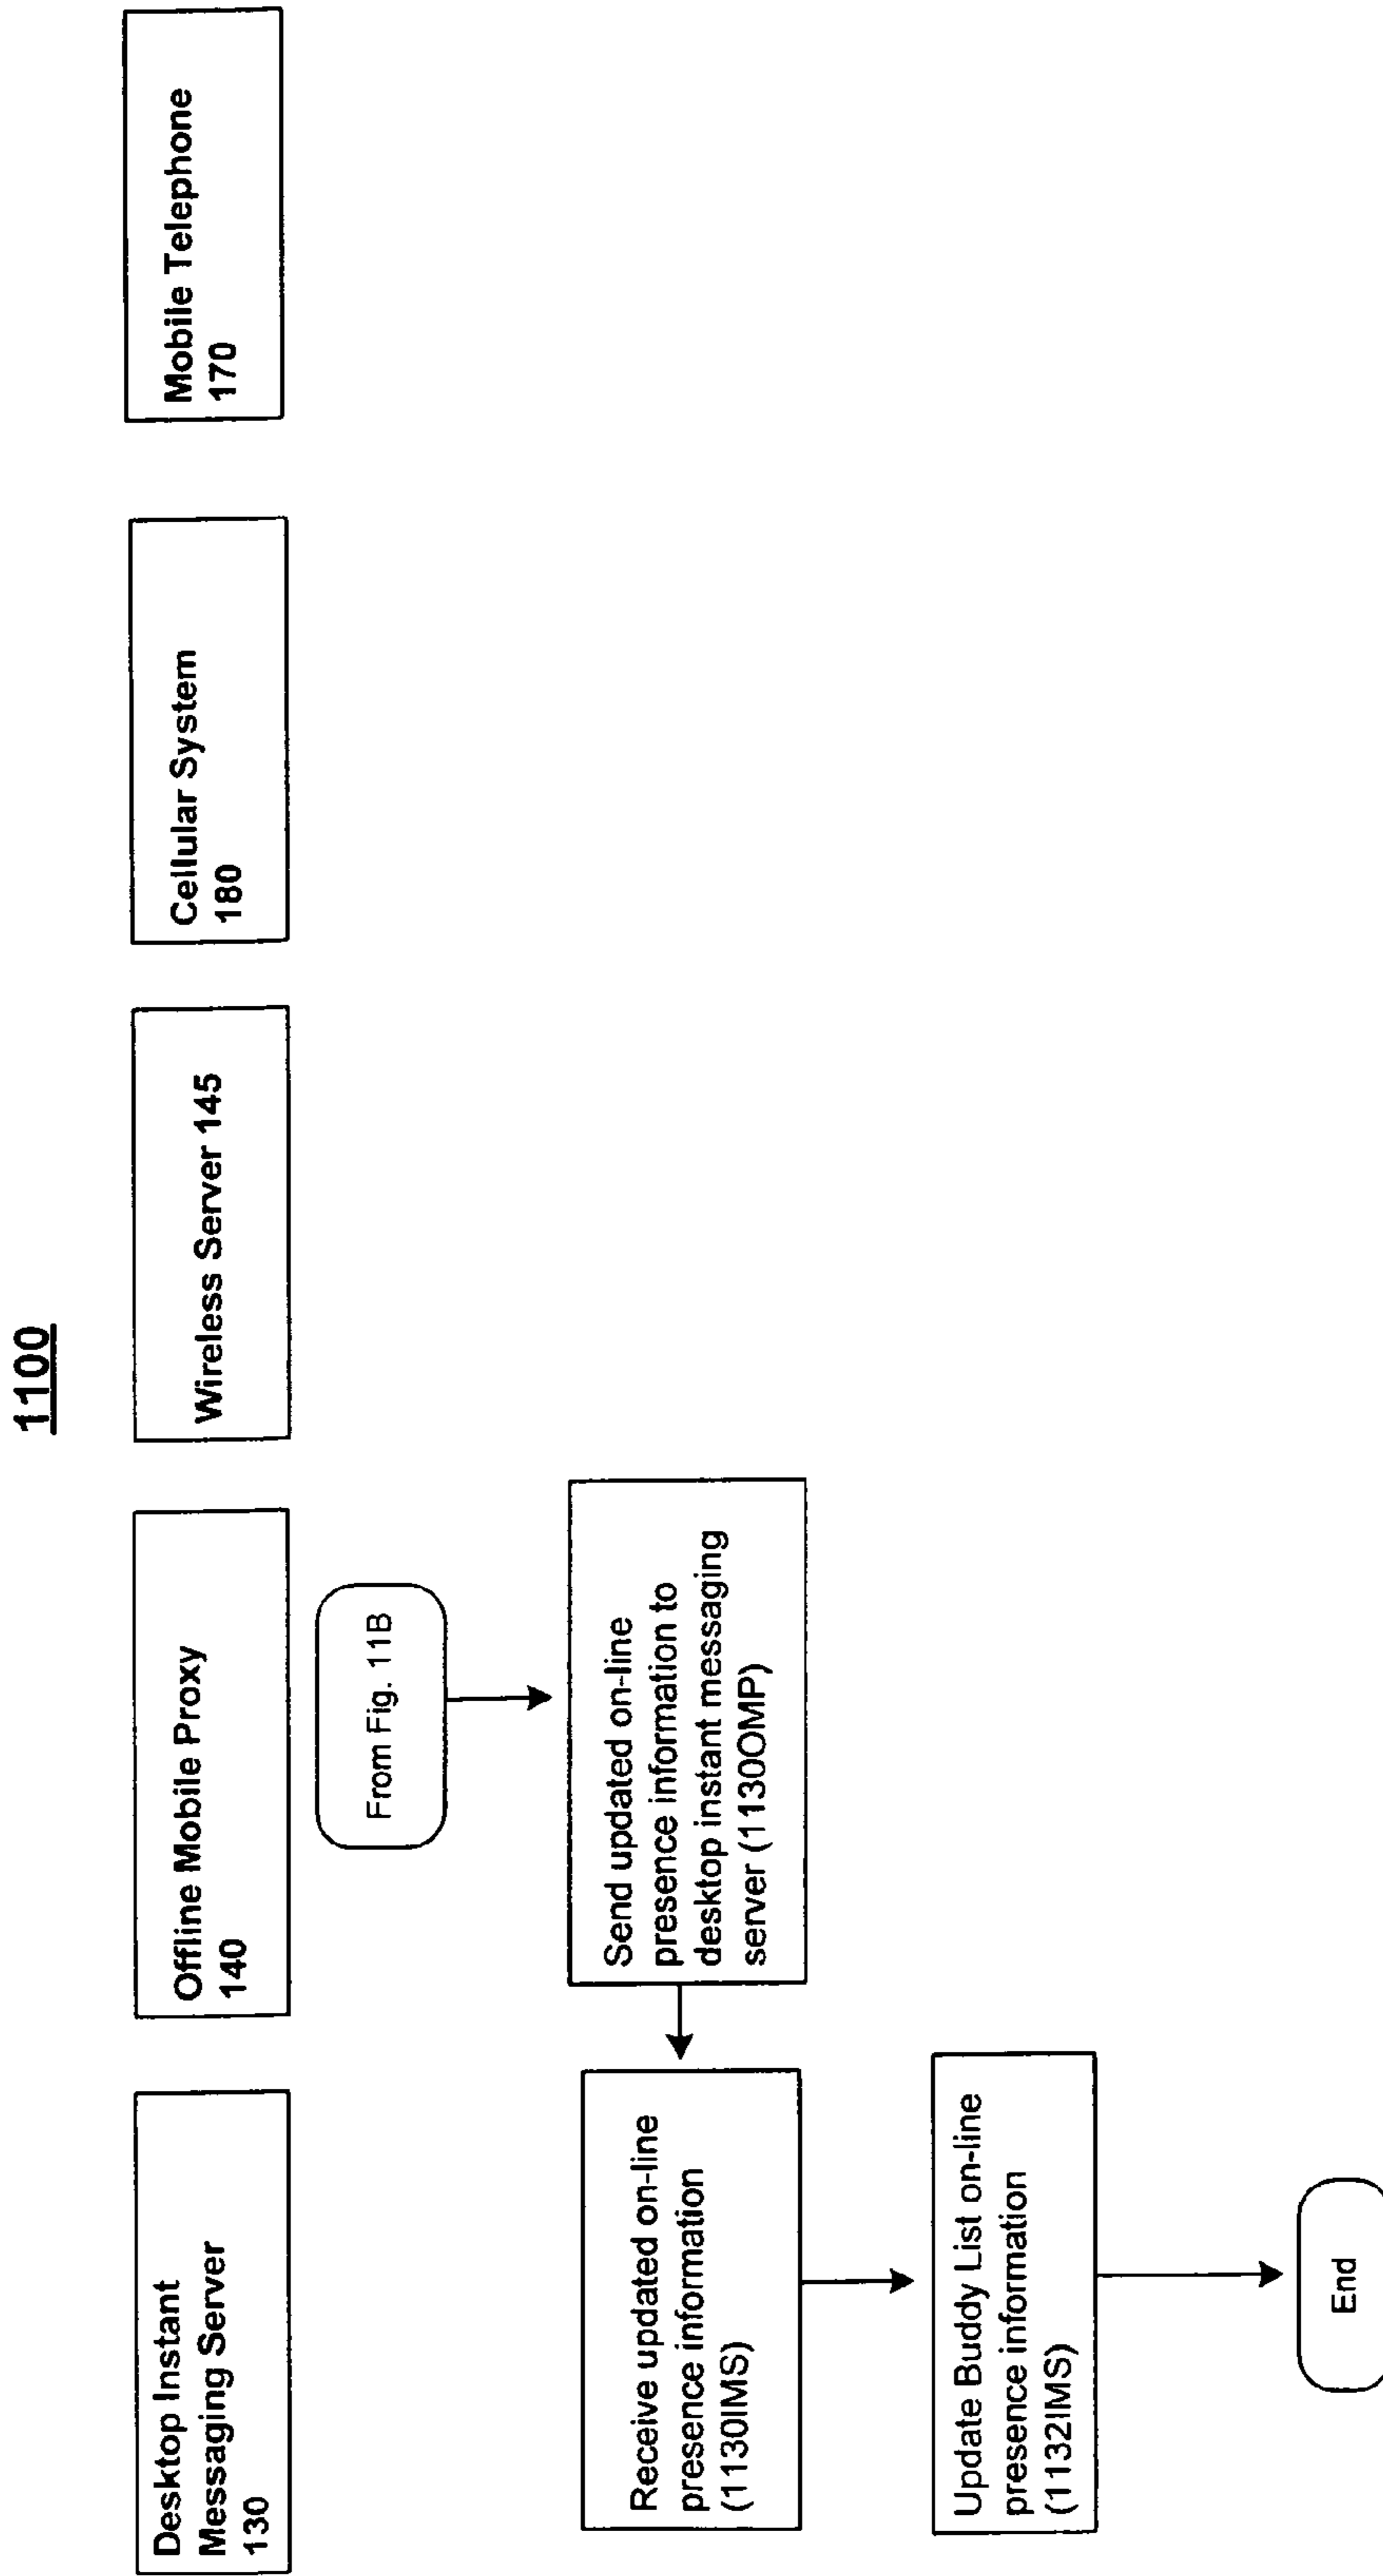 1100
Desktop Instant
Messaging Server
130
Offline Mobile Proxy
140
Wireless Server 145
Cellular System
180
Mobile Telephone
170
From Fig. 11B
Send updated on-line
presence information to
desktop instant messaging
server (1130OMP)
Receive updated on-line
presence information
(1130IMS)
Update Buddy List on-line
presence information
(1132IMS)
End